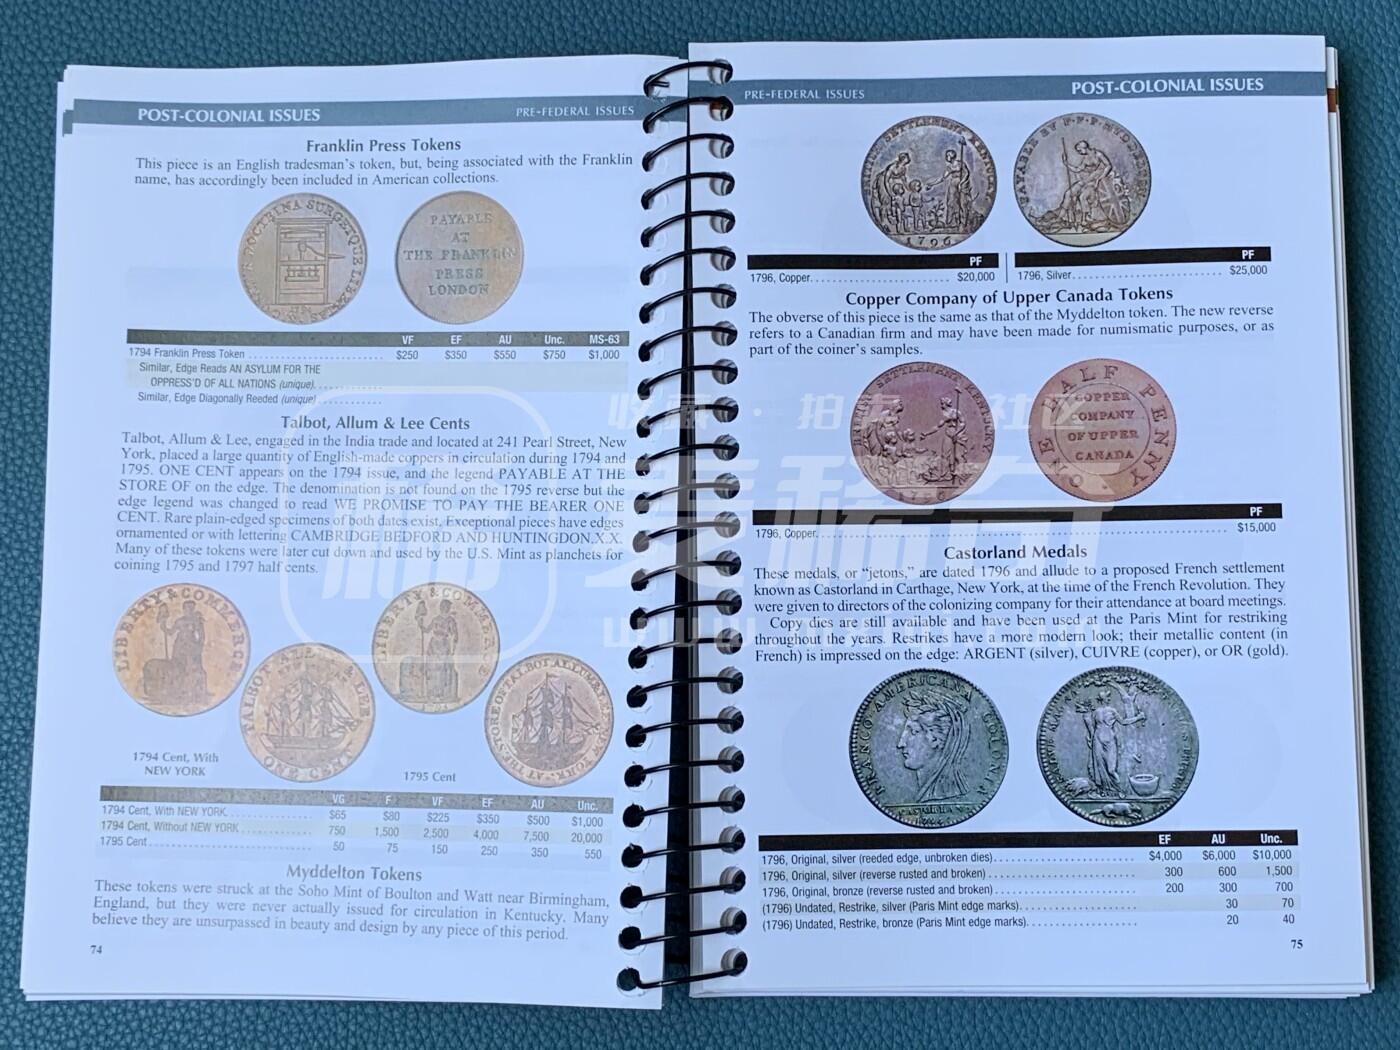 POST-COLONIAL ISSUES
PRE-FEDERAL ISSUES
Franklin Press Tokens
This piece is an English tradesman's token, but, being associated with the Franklin
name, has accordingly been included in American collections.
PAYABLE
AT
THE FRANKLIN
PRESS
LONDON
VF EF AU Unc. MS-63
1794 Franklin Press Token $250 $350 $550 $750 $1,000
Similar, Edge Reads AN ASYLUM FOR THE
OPPRESS'D OF ALL NATIONS (unique)
Similar, Edge Diagonally Reeded (unique)
Talbot, Allum & Lee Cents
Talbot, Allum & Lee, engaged in the India trade and located at 241 Pearl Street, New
York, placed a large quantity of English-made coppers in circulation during 1794 and
1795. ONE CENT appears on the 1794 issue, and the legend PAYABLE AT THE
STORE OF on the edge. The denomination is not found on the 1795 reverse but the
edge legend was changed to read WE PROMISE TO PAY THE BEARER ONE
CENT. Rare plain-edged specimens of both dates exist. Exceptional pieces have edges
ornamented or with lettering CAMBRIDGE BEDFORD AND HUNTINGDON.X.X.
Many of these tokens were later cut down and used by the U.S. Mint as planchets for
coining 1795 and 1797 half cents.
LIBERTY & COMMERCE
TALBOT ALLUM & LEE
ONE CENT
LIBERTY & COMMERCE
1795
1794 Cent, With
NEW YORK
1795 Cent
VG F VF EF AU Unc.
1794 Cent, With NEW YORK $65 $80 $225 $350 $500 $1,000
1794 Cent, Without NEW YORK 750 1,500 2,500 4,000 7,500 20,000
1795 Cent 50 75 150 250 350 550
Myddelton Tokens
These tokens were struck at the Soho Mint of Boulton and Watt near Birmingham,
England, but they were never actually issued for circulation in Kentucky. Many
believe they are unsurpassed in beauty and design by any piece of this period.
74
PRE-FEDERAL ISSUES
POST-COLONIAL ISSUES
BRITISH SETTLEMENT KENTUCKY
1796
PAYABLE BY P.P.P. MYDDELTON
PF
1796, Copper $20,000
PF
1796, Silver $25,000
Copper Company of Upper Canada Tokens
The obverse of this piece is the same as that of the Myddelton token. The new reverse
refers to a Canadian firm and may have been made for numismatic purposes, or as
part of the coiner's samples.
BRITISH SETTLEMENT KENTUCKY
1796
ONE HALF PENNY
COPPER
COMPANY
OF UPPER
CANADA
PF
1796, Copper $15,000
Castorland Medals
These medals, or "jetons," are dated 1796 and allude to a proposed French settlement
known as Castorland in Carthage, New York, at the time of the French Revolution. They
were given to directors of the colonizing company for their attendance at board meetings.
Copy dies are still available and have been used at the Paris Mint for restriking
throughout the years. Restrikes have a more modern look; their metallic content (in
French) is impressed on the edge: ARGENT (silver), CUIVRE (copper), or OR (gold).
FRANCO AMERICANA COLONIA
EF AU Unc.
1796, Original, silver (reeded edge, unbroken dies) $4,000 $6,000 $10,000
1796, Original, silver (reverse rusted and broken) 300 600 1,500
1796, Original, bronze (reverse rusted and broken) 200 300 700
(1796) Undated, Restrike, silver (Paris Mint edge marks) 30 70
(1796) Undated, Restrike, bronze (Paris Mint edge marks) 20 40
75